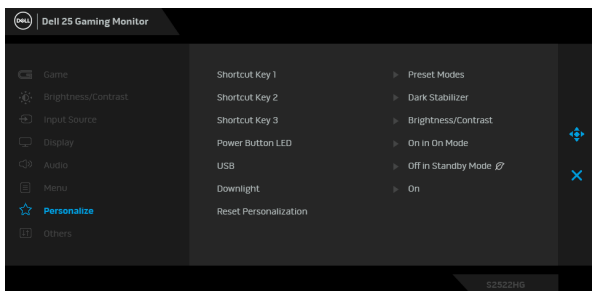 DELL Dell 25 Gaming Monitor
Game
Shortcut Key 1 Preset Modes
Brightness/Contrast
Shortcut Key 2 Dark Stabilizer
Input Source
Shortcut Key 3 Brightness/Contrast
Display
Power Button LED On in On Mode
Audio
USB Off in Standby Mode
Menu
Downlight On
Personalize
Reset Personalization
Others
S2522HG